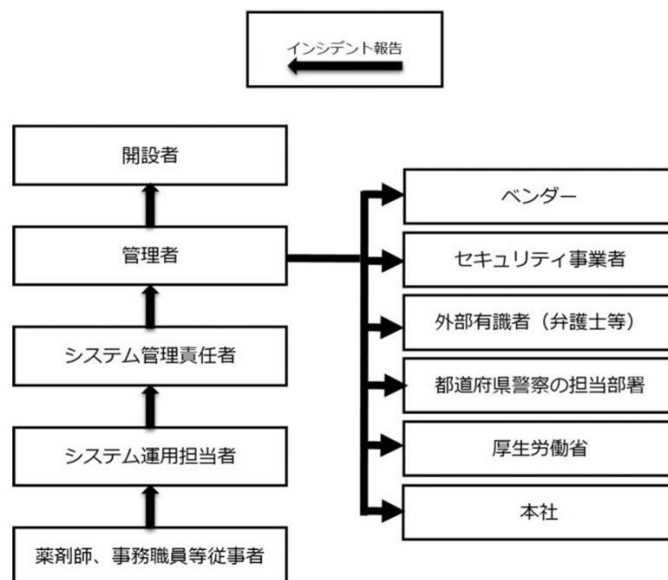 インシデント報告
開設者
管理者
システム管理責任者
システム運用担当者
薬剤師、事務職員等従事者
ベンダー
セキュリティ事業者
外部有識者（弁護士等）
都道府県警察の担当部署
厚生労働省
本社